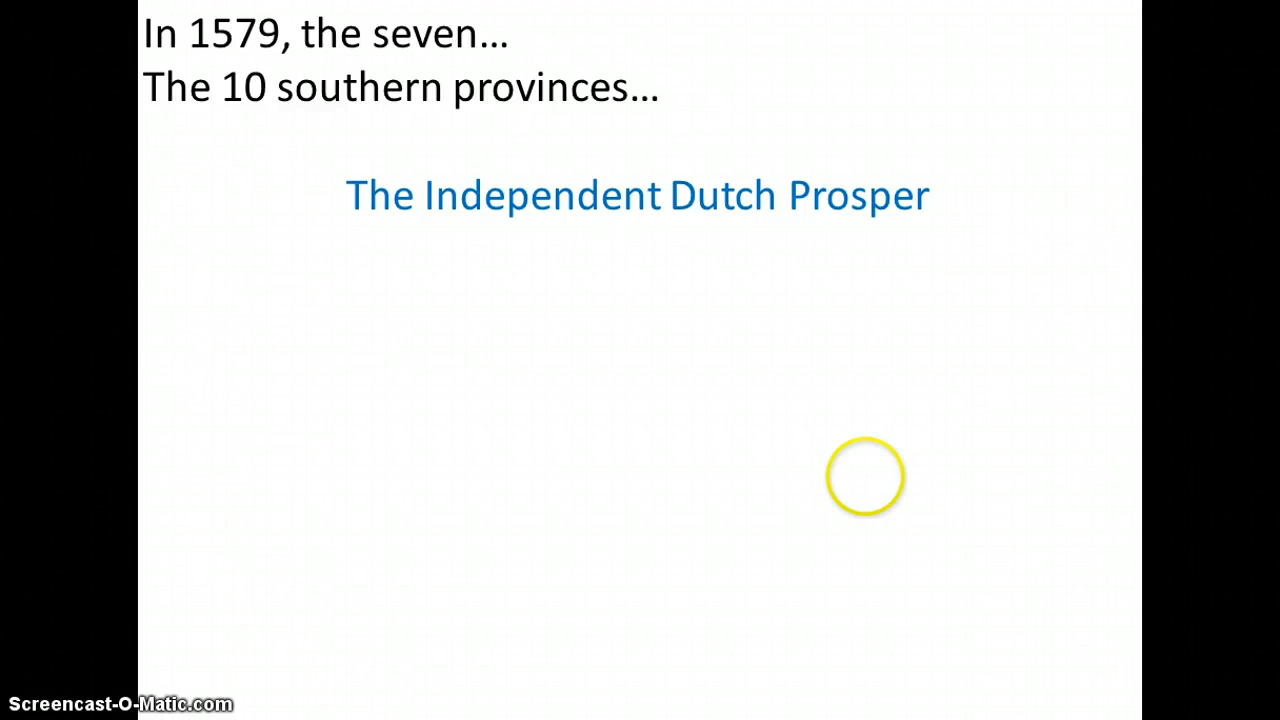 In 1579, the seven…
The 10 southern provinces…
The Independent Dutch Prosper
Screencast-O-Matic.com